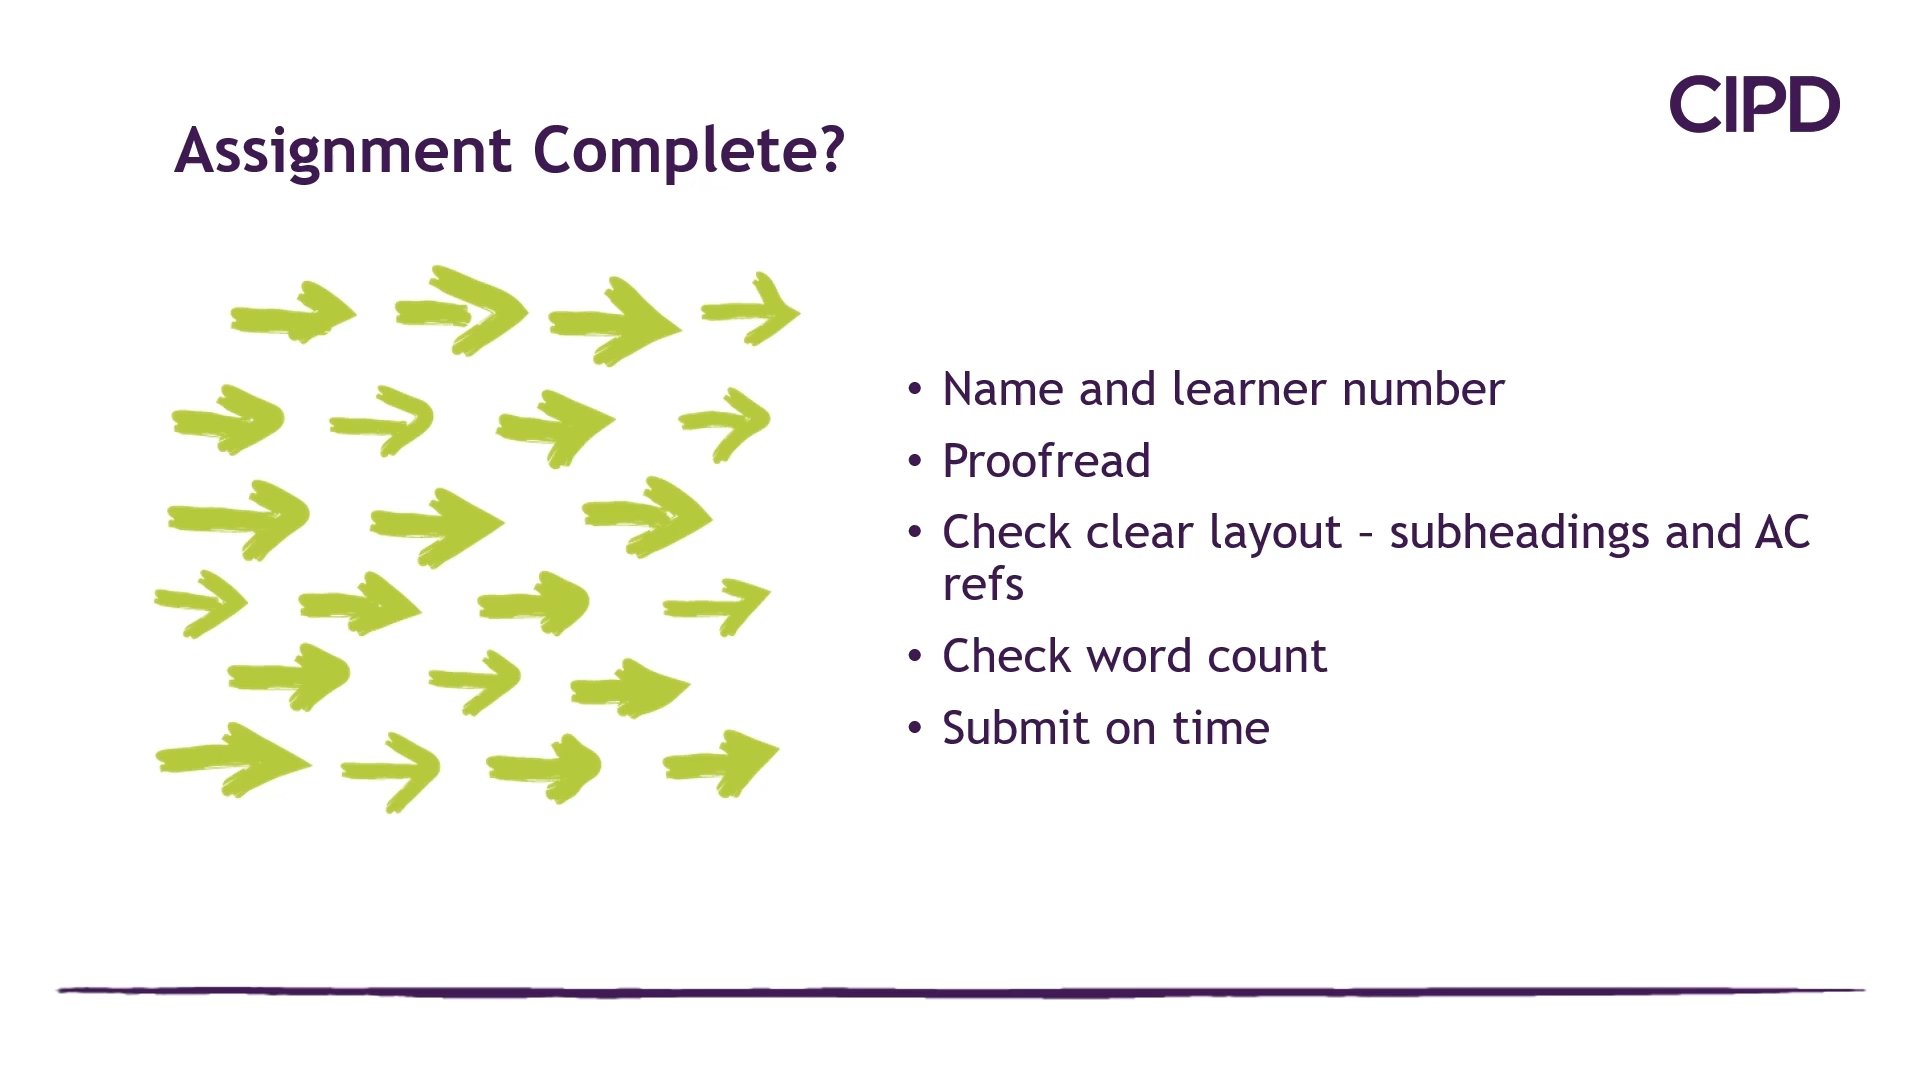 CIPD
Assignment Complete?
• Name and learner number
• Proofread
• Check clear layout – subheadings and AC
refs
• Check word count
• Submit on time